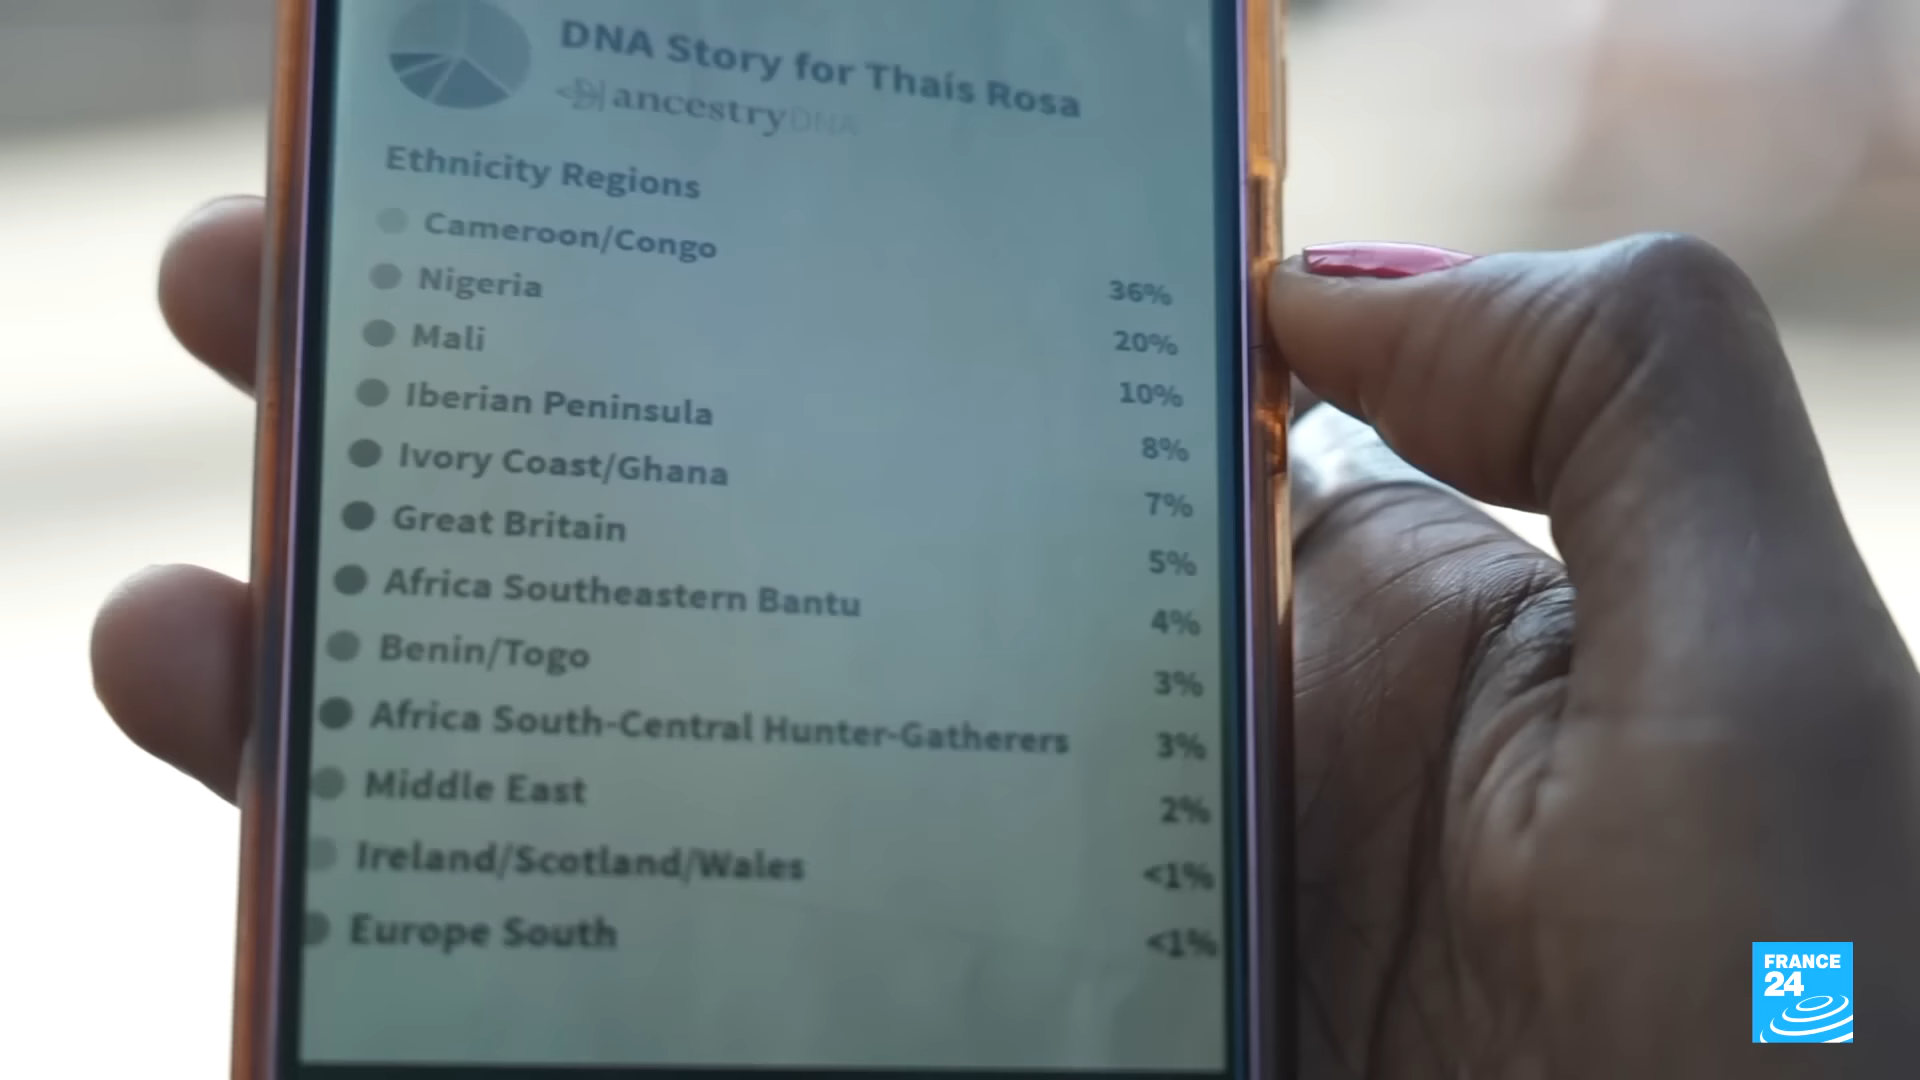 DNA Story for Thaís Rosa
ancestryDNA
Ethnicity Regions
Cameroon/Congo 36%
Nigeria 20%
Mali 10%
Iberian Peninsula 8%
Ivory Coast/Ghana 7%
Great Britain 5%
Africa Southeastern Bantu 4%
Benin/Togo 3%
Africa South-Central Hunter-Gatherers 3%
Middle East 2%
Ireland/Scotland/Wales <1%
Europe South <1%
FRANCE
24